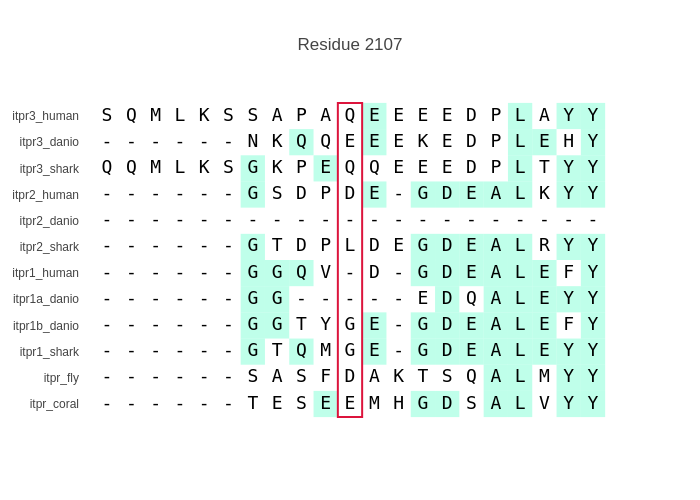 Residue 2107
itpr3_human S Q M L K S S A P A Q E E E E D P L A Y Y
itpr3_danio - - - - - - N K Q Q E E E K E D P L E H Y
itpr3_shark Q Q M L K S G K P E Q Q E E E D P L T Y Y
itpr2_human - - - - - - G S D P D E - G D E A L K Y Y
itpr2_danio - - - - - - - - - - - - - - - - - - - - -
itpr2_shark - - - - - - G T D P L D E G D E A L R Y Y
itpr1_human - - - - - - G G Q V - D - G D E A L E F Y
itpr1a_danio - - - - - - G G - - - - - E D Q A L E Y Y
itpr1b_danio - - - - - - G G T Y G E - G D E A L E F Y
itpr1_shark - - - - - - G T Q M G E - G D E A L E Y Y
itpr_fly - - - - - - S A S F D A K T S Q A L M Y Y
itpr_coral - - - - - - T E S E E M H G D S A L V Y Y